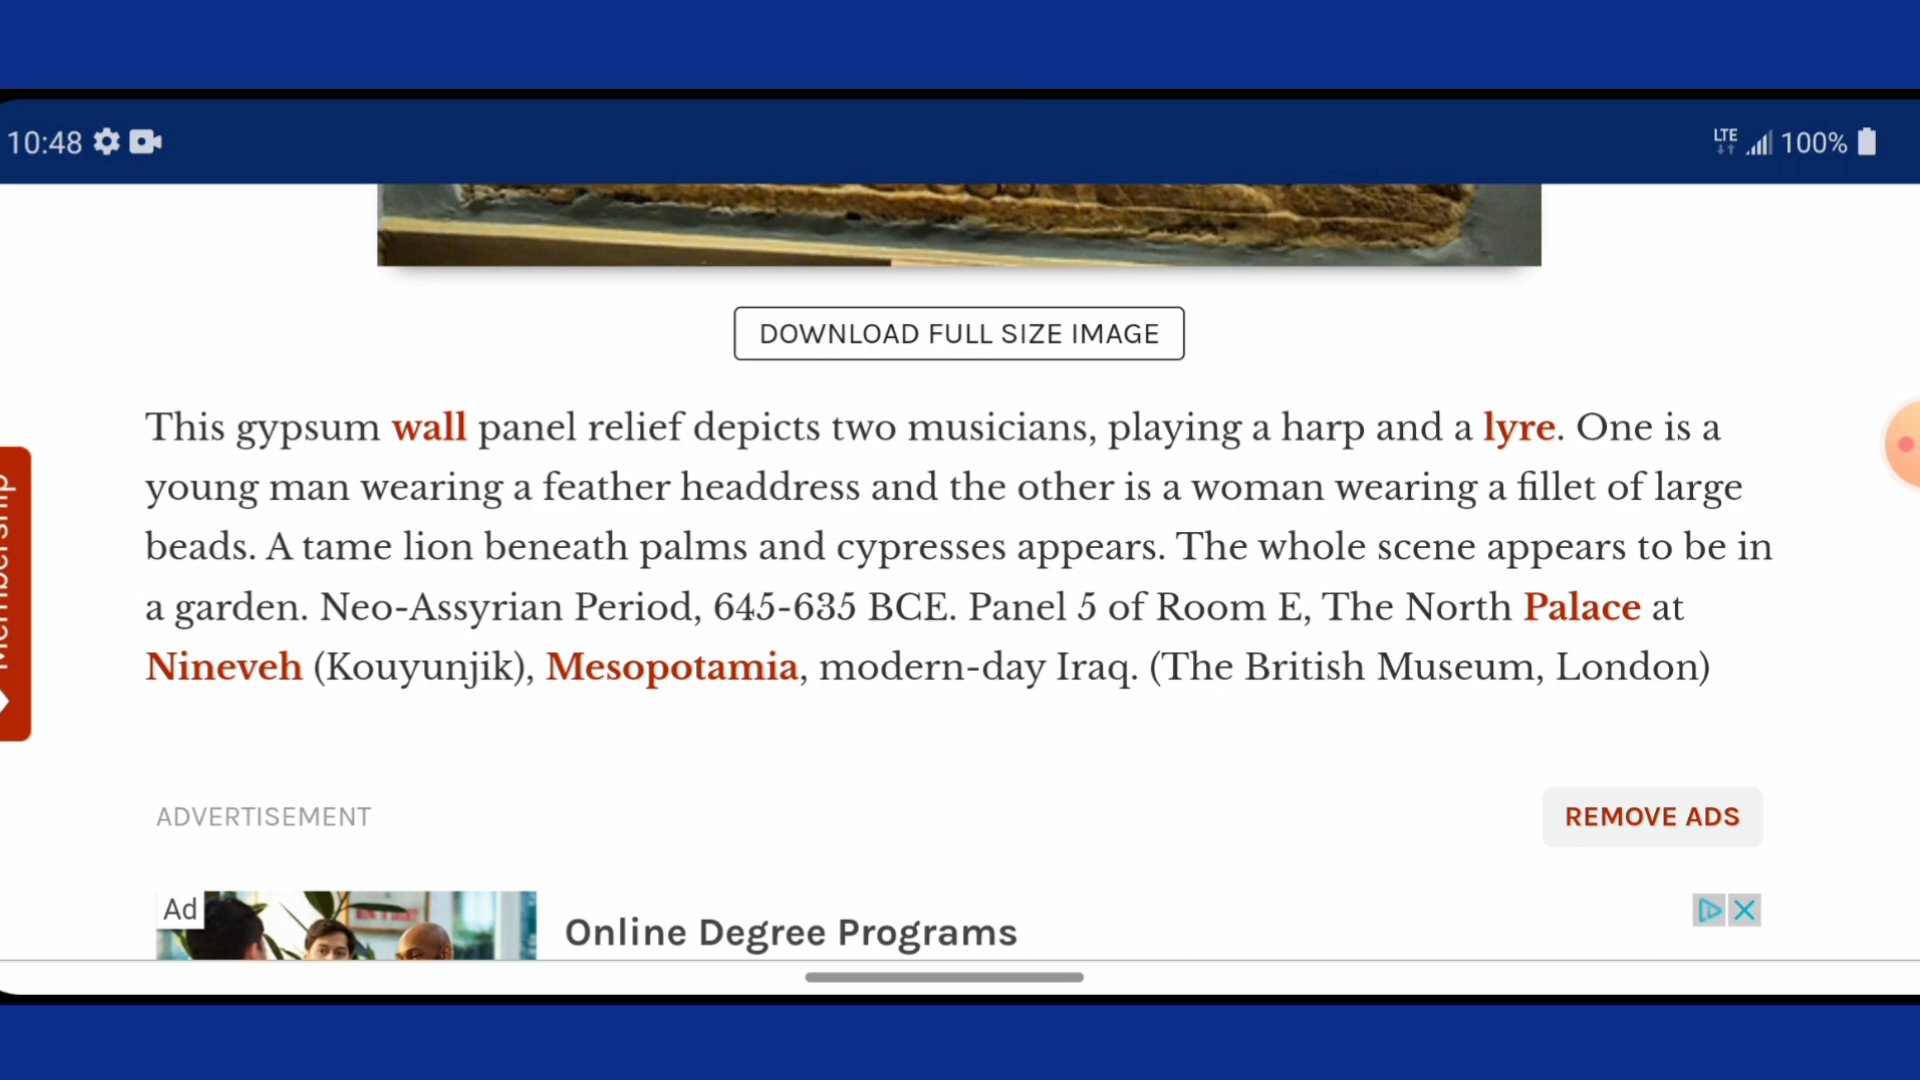 10:48
LTE 100%
DOWNLOAD FULL SIZE IMAGE
This gypsum wall panel relief depicts two musicians, playing a harp and a lyre. One is a
young man wearing a feather headdress and the other is a woman wearing a fillet of large
beads. A tame lion beneath palms and cypresses appears. The whole scene appears to be in
a garden. Neo-Assyrian Period, 645-635 BCE. Panel 5 of Room E, The North Palace at
Nineveh (Kouyunjik), Mesopotamia, modern-day Iraq. (The British Museum, London)
Membership
ADVERTISEMENT
REMOVE ADS
Ad
Online Degree Programs